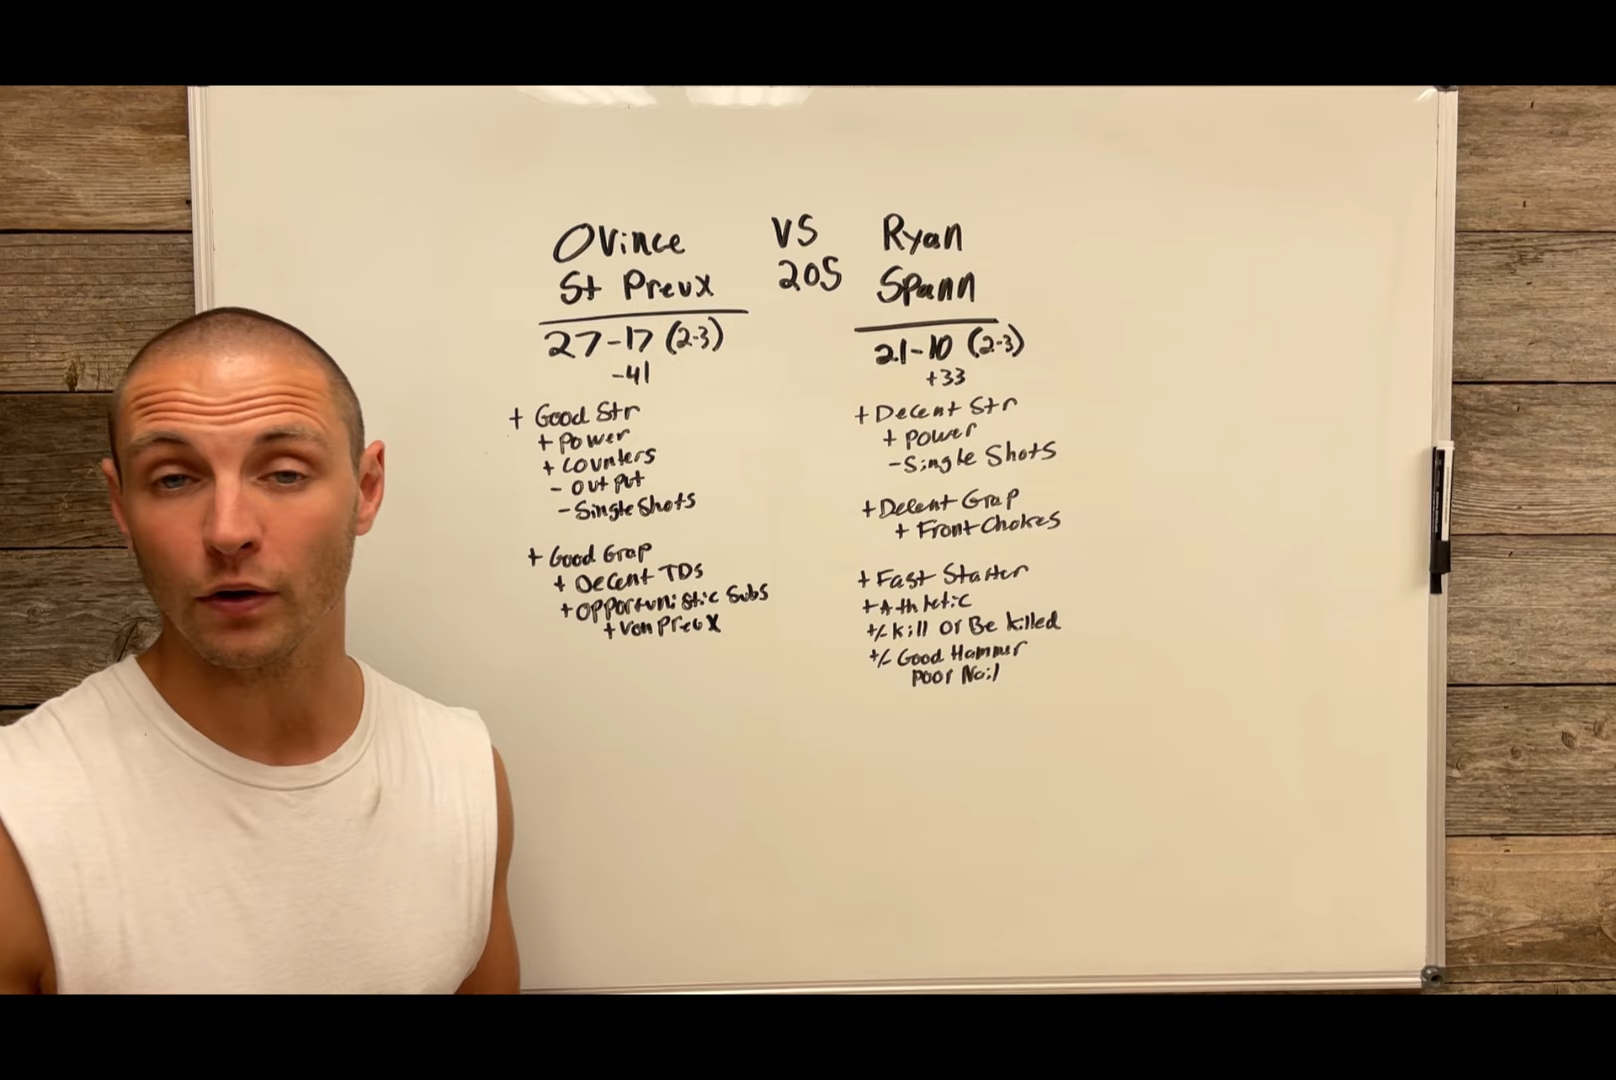 Ovince
St Preux
27-17 (2-3)
-41
+ Good Str
+ Power
+ Counters
- Output
- Single Shots
+ Good Grap
+ Decent TDs
+ Opportunistic Subs
+ Von Preux
VS
205
Ryan
Spann
21-10 (2-3)
+33
+ Decent Str
+ Power
- Single Shots
+ Decent Grap
+ Front Chokes
+ Fast Starter
+ Athletic
+/- Kill Or Be Killed
+/- Good Hammer
Poor Nail